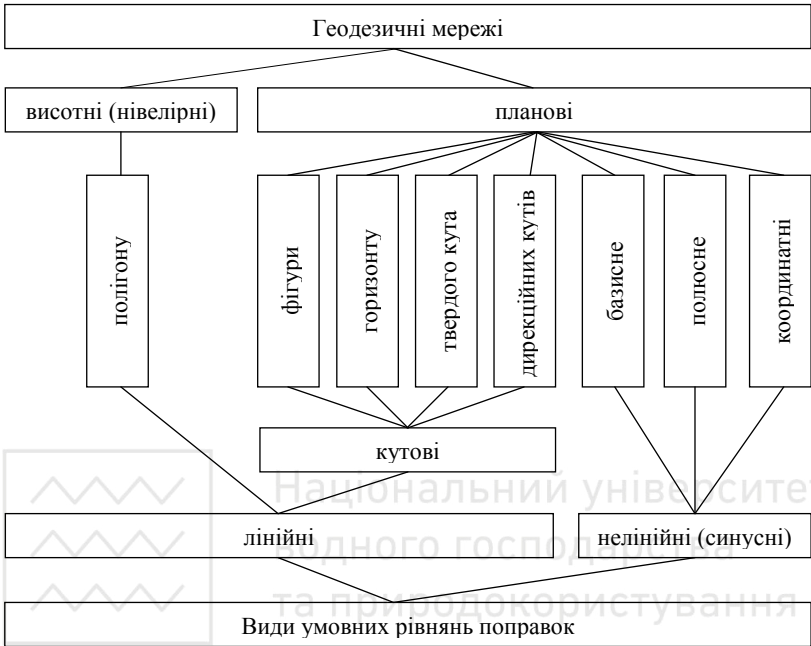 Геодезичні мережі
висотні (нівелірні)
планові
полігону
фігури
горизонту
твердого кута
дирекційних кутів
базисне
полюсне
координатні
кутові
Національний університет
лінійні
нелінійні (синусні)
водного господарства
та природокористування
Види умовних рівнянь поправок